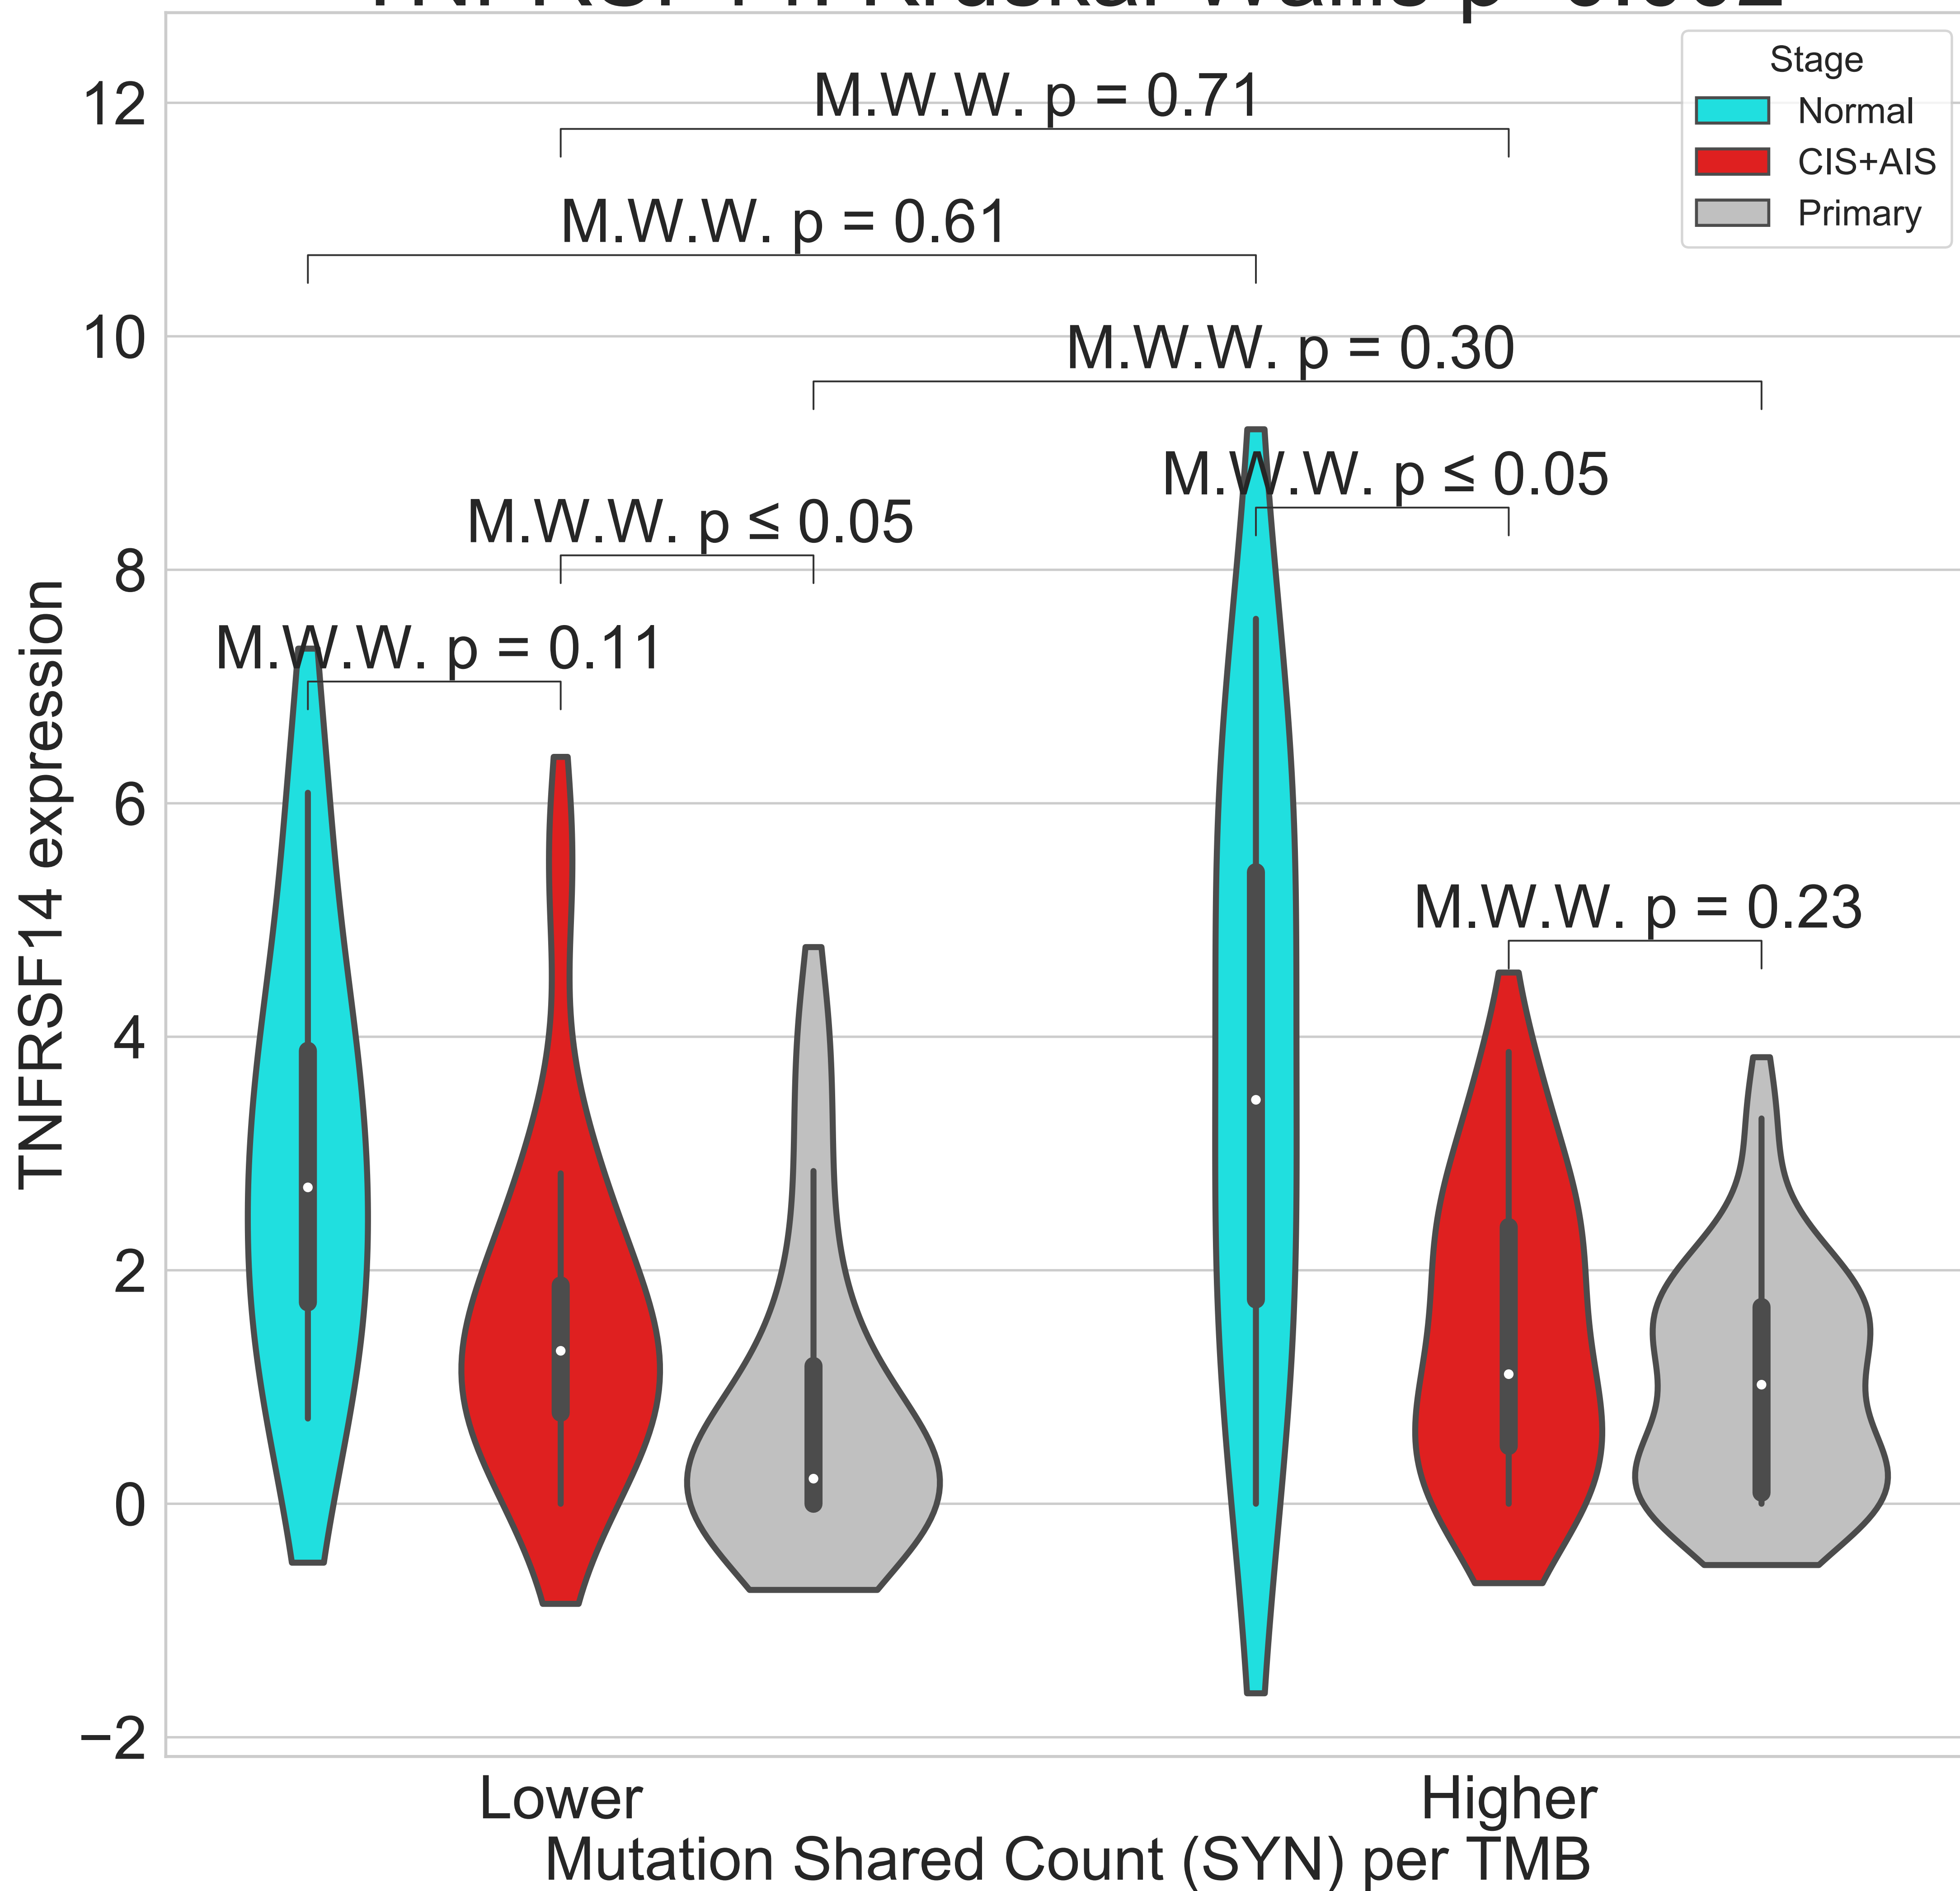 12
10
8
6
4
2
0
−2
TNFRSF14 expression
M.W.W. p = 0.71
M.W.W. p = 0.61
M.W.W. p = 0.30
M.W.W. p ≤ 0.05
M.W.W. p ≤ 0.05
M.W.W. p = 0.11
M.W.W. p = 0.23
Stage
Normal
CIS+AIS
Primary
Lower
Higher
Mutation Shared Count (SYN) per TMB